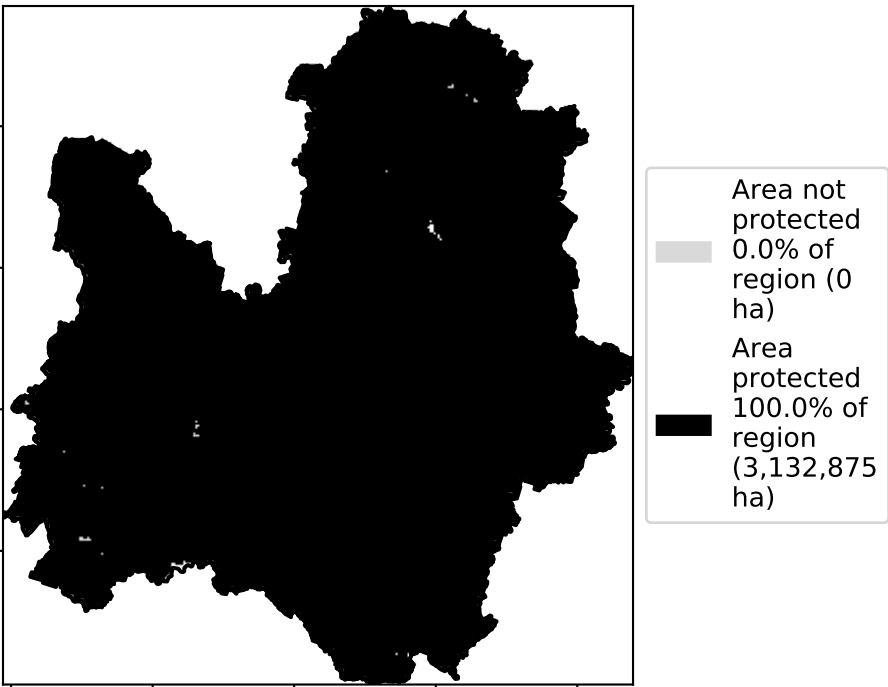 Area not
protected
0.0% of
region (0
ha)
Area
protected
100.0% of
region
(3,132,875
ha)